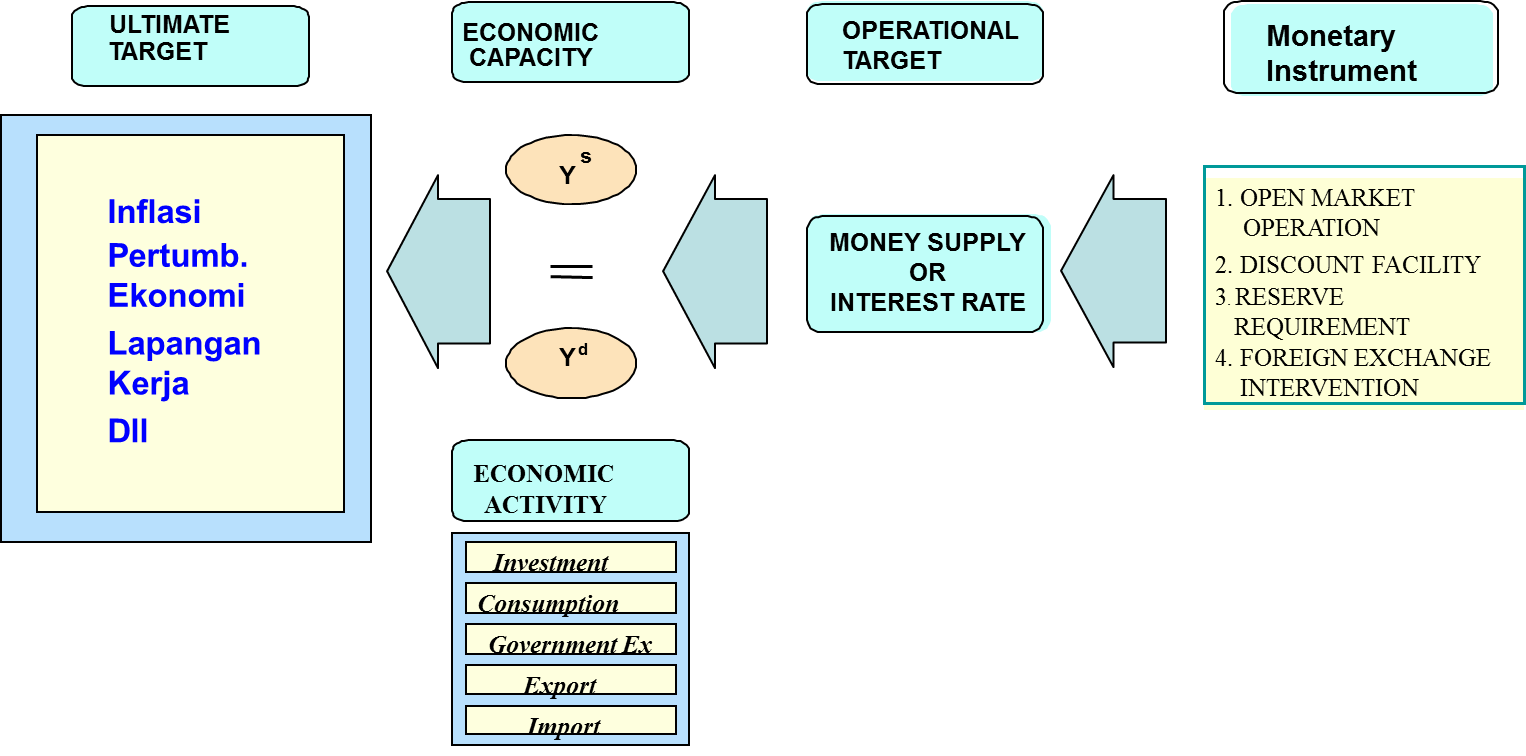 ULTIMATE
TARGET
ECONOMIC
CAPACITY
OPERATIONAL
TARGET
Monetary
Instrument
Inflasi
Pertumb.
Ekonomi
Lapangan
Kerja
Dll
Y s
=
Y d
MONEY SUPPLY
OR
INTEREST RATE
1. OPEN MARKET
OPERATION
2. DISCOUNT FACILITY
3. RESERVE
REQUIREMENT
4. FOREIGN EXCHANGE
INTERVENTION
ECONOMIC
ACTIVITY
Investment
Consumption
Government Ex
Export
Import